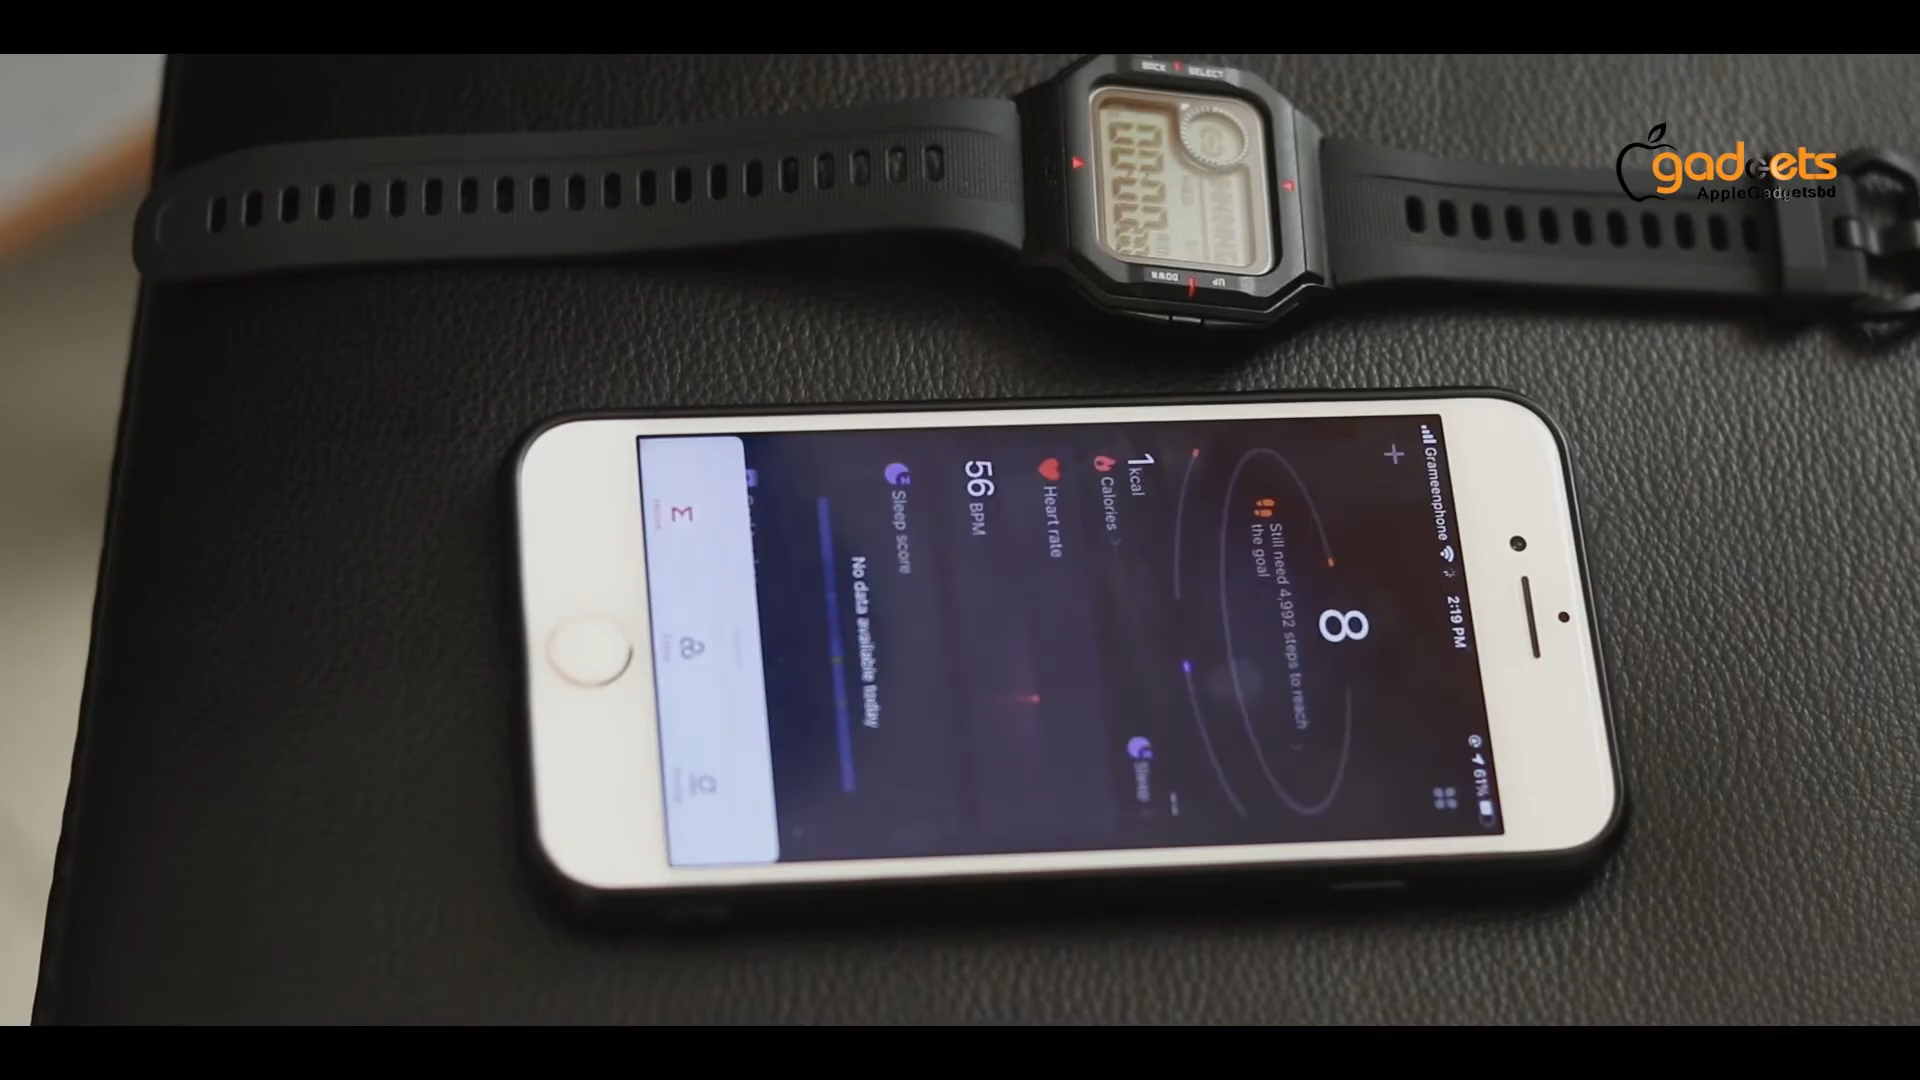 BACK SELECT
DOWN UP
gadgets
AppleGadgetsbd
Grameenphone 2:19 PM 61%
8
Still need 4,992 steps to reach
the goal
1 kcal
Calories
Sleep
Heart rate
56 BPM
Sleep score
No data available today
Home